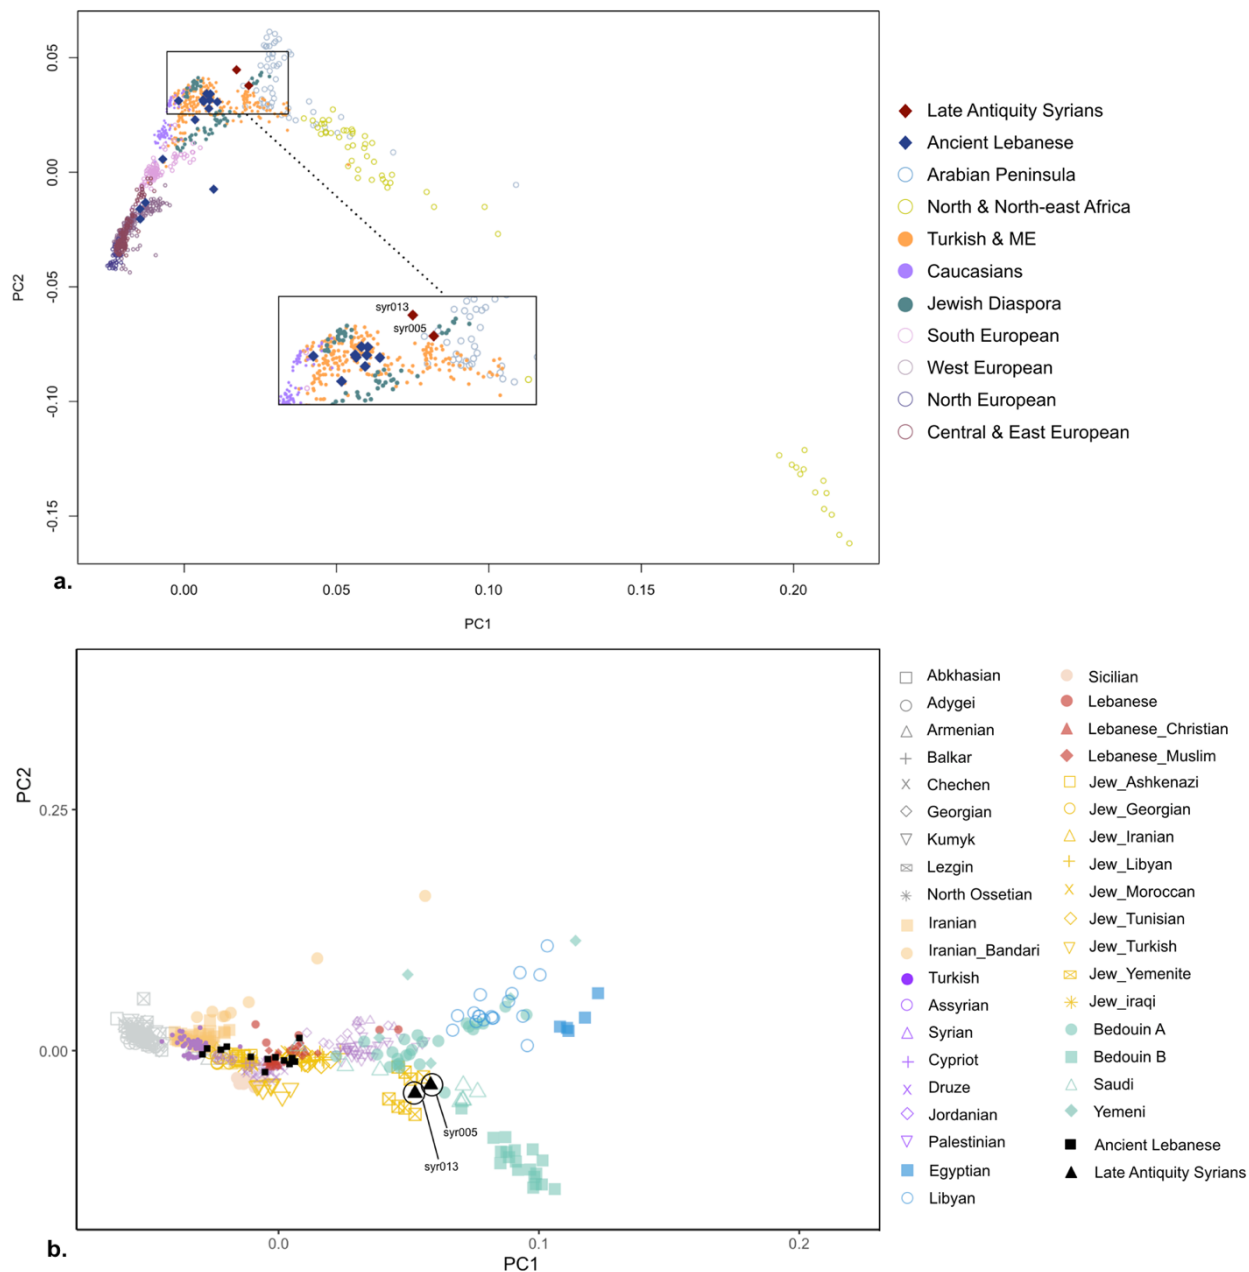 0.05
0.00
-0.05
-0.10
-0.15
PC2
syr013
syr005
a.
0.00
0.05
0.10
0.15
0.20
PC1
Late Antiquity Syrians
Ancient Lebanese
Arabian Peninsula
North & North-east Africa
Turkish & ME
Caucasians
Jewish Diaspora
South European
West European
North European
Central & East European
PC2
0.25
0.00
syr005
syr013
b.
0.0
0.1
0.2
PC1
Abkhasian
Adygei
Armenian
Balkar
Chechen
Georgian
Kumyk
Lezgin
North Ossetian
Iranian
Iranian_Bandari
Turkish
Assyrian
Syrian
Cypriot
Druze
Jordanian
Palestinian
Egyptian
Libyan
Sicilian
Lebanese
Lebanese_Christian
Lebanese_Muslim
Jew_Ashkenazi
Jew_Georgian
Jew_Iranian
Jew_Libyan
Jew_Moroccan
Jew_Tunisian
Jew_Turkish
Jew_Yemenite
Jew_iraqi
Bedouin A
Bedouin B
Saudi
Yemeni
Ancient Lebanese
Late Antiquity Syrians